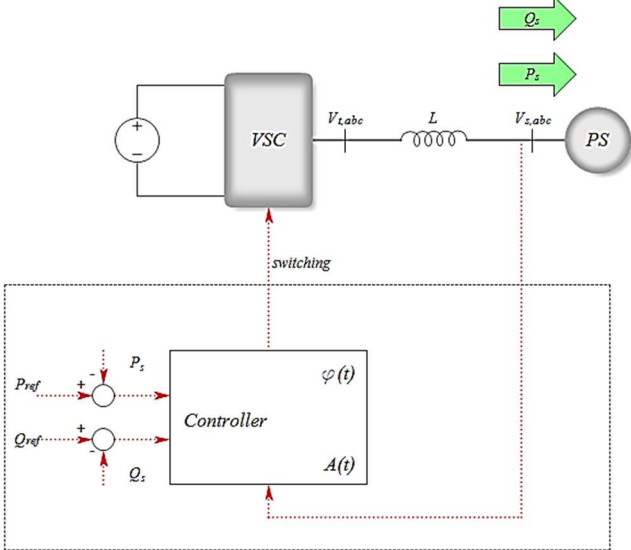 Qs
Ps
+
−
VSC
Vt,abc
L
Vs,abc
PS
switching
- Ps
Pref +
φ(t)
Controller
Qref +
-
Qs
A(t)